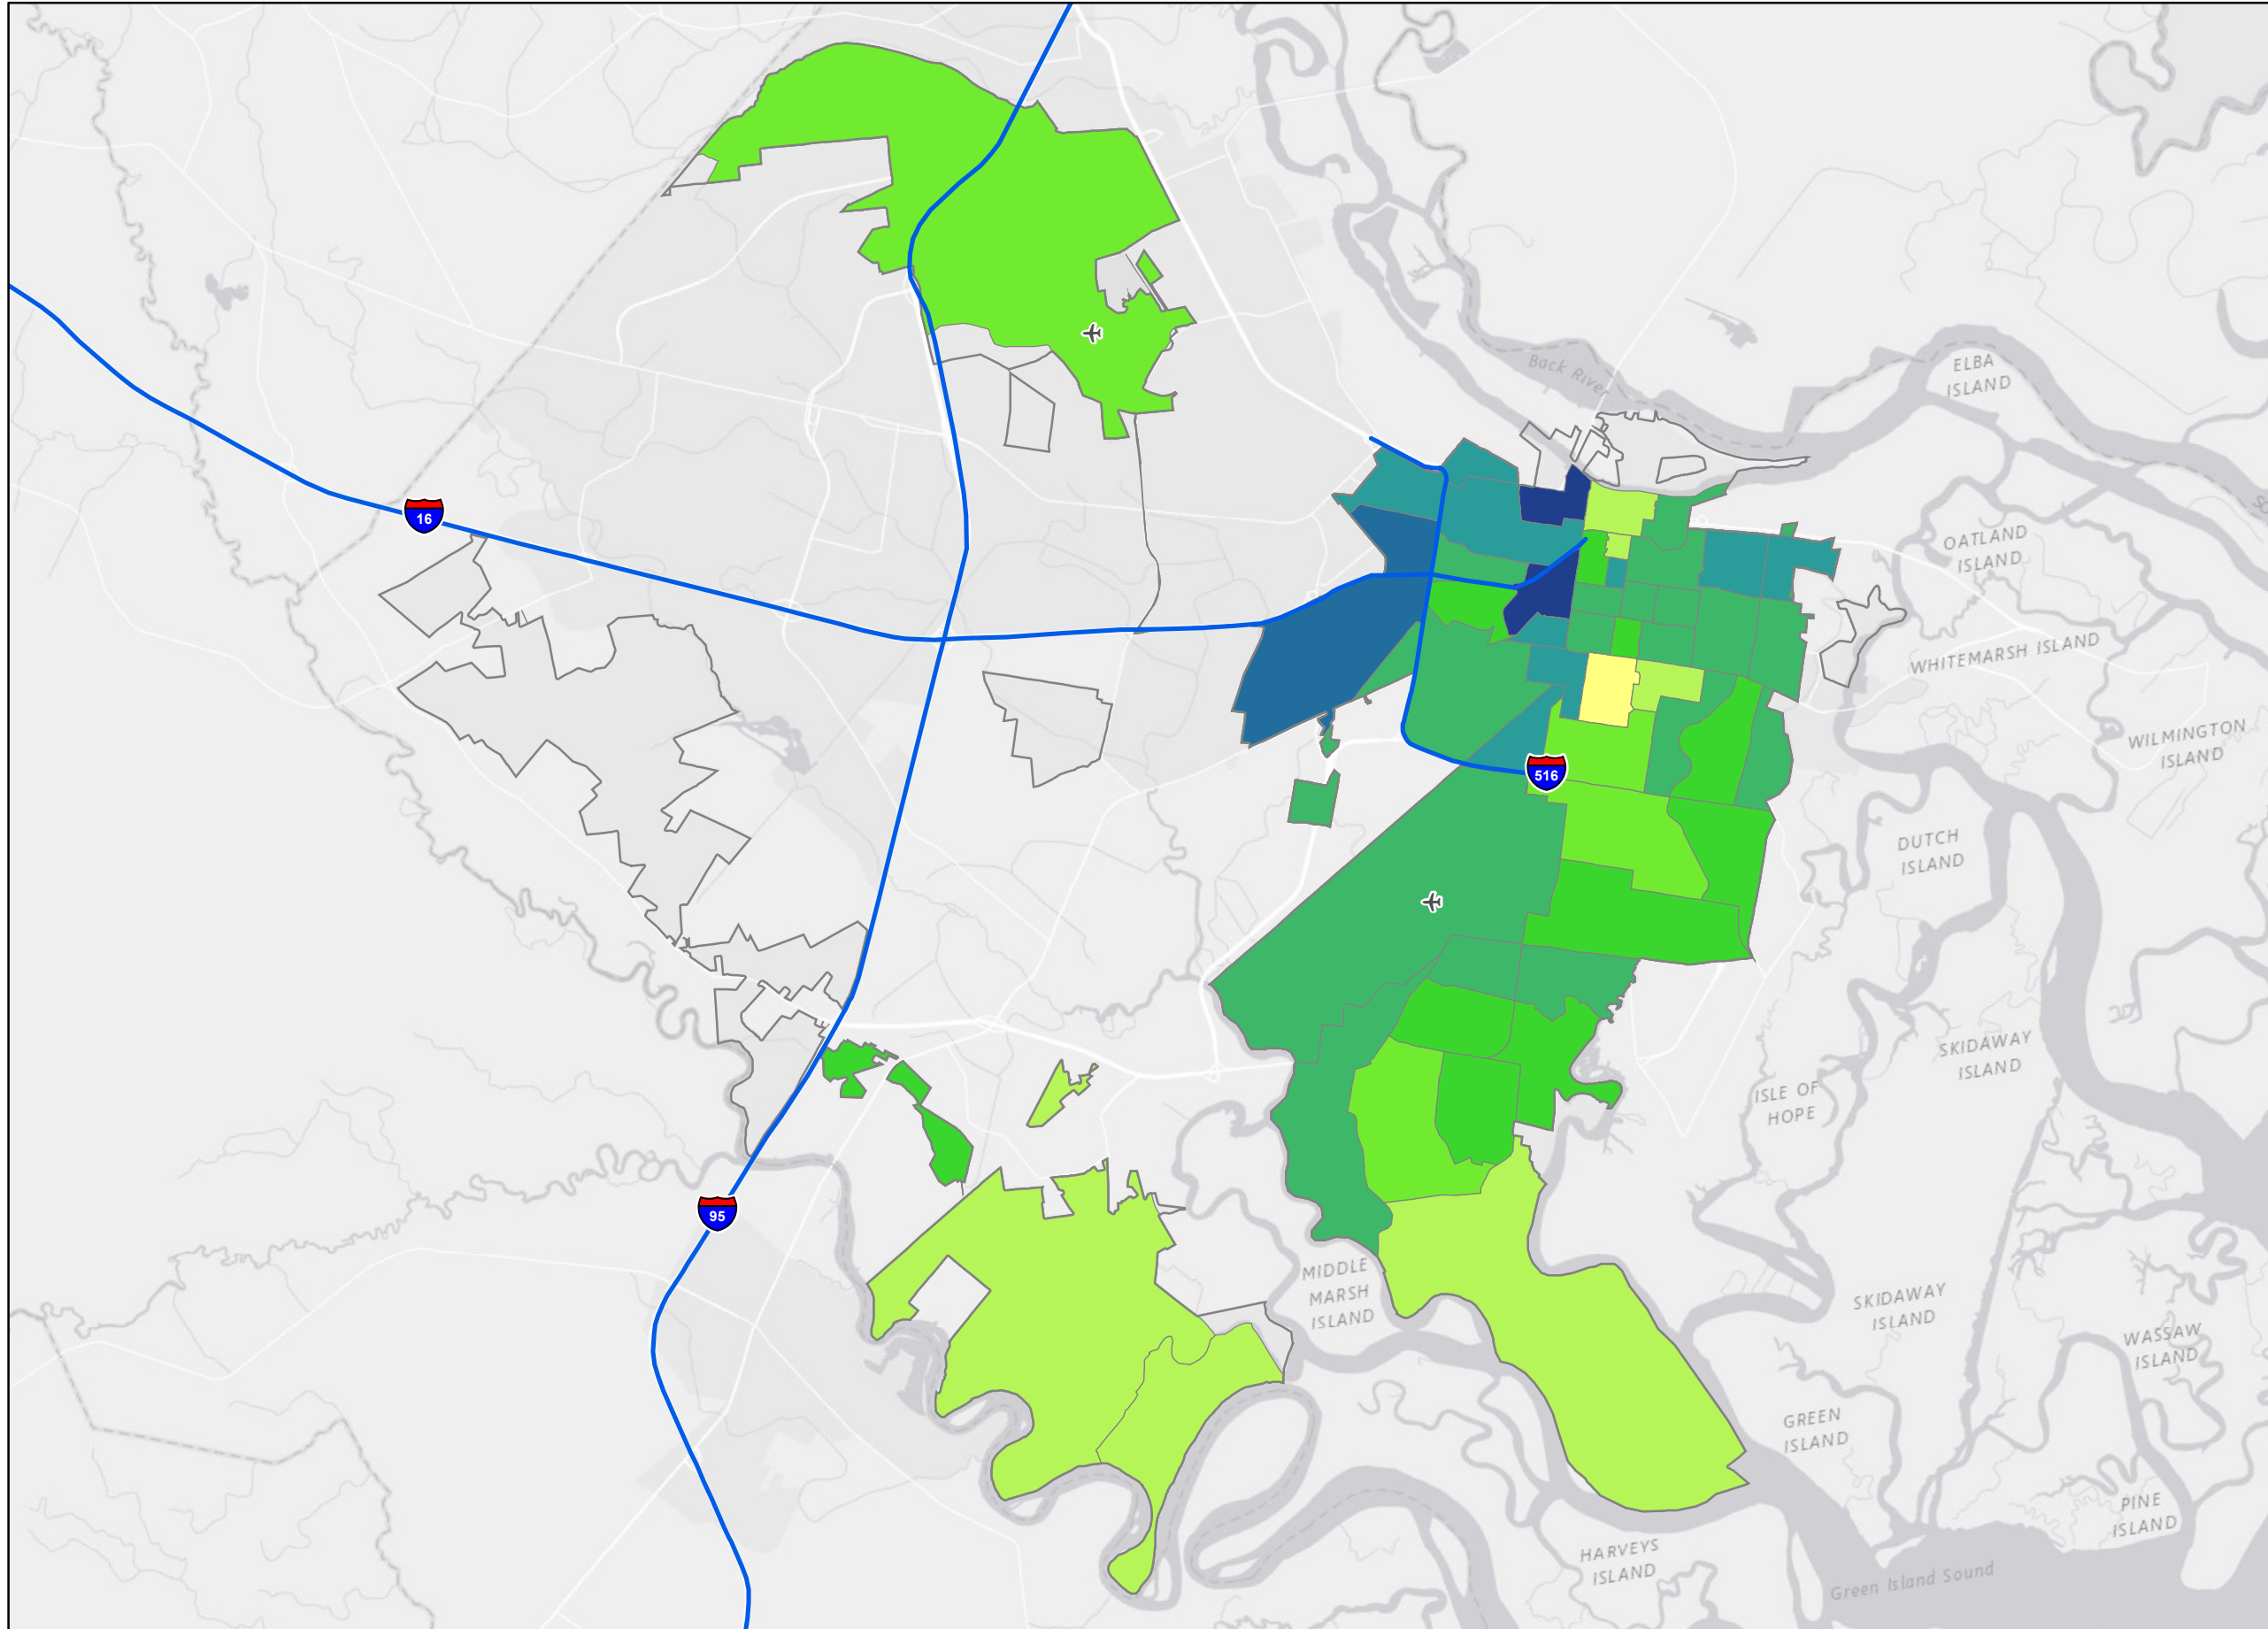 Back River
ELBA
ISLAND
16
OATLAND
ISLAND
WHITEMARSH ISLAND
WILMINGTON
ISLAND
516
DUTCH
ISLAND
SKIDAWAY
ISLAND
ISLE OF
HOPE
95
MIDDLE
MARSH
ISLAND
SKIDAWAY
ISLAND
WASSAW
ISLAND
GREEN
ISLAND
PINE
ISLAND
HARVEYS
ISLAND
Green Island Sound